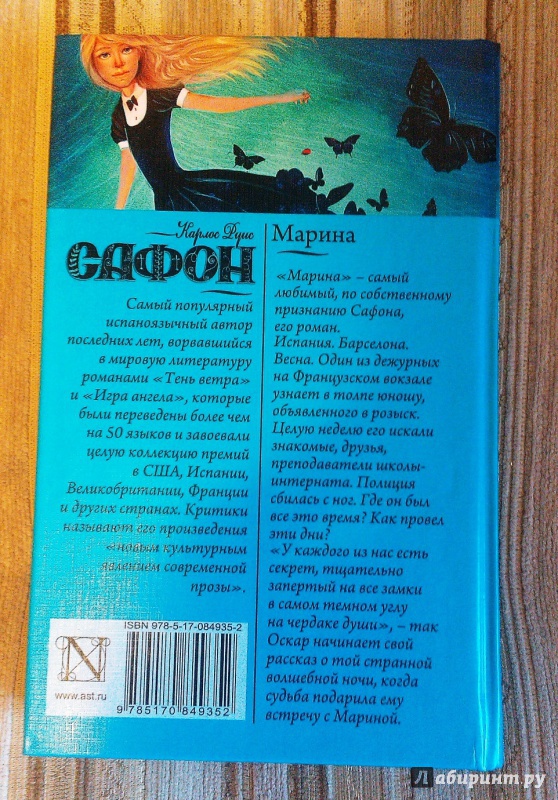 Карлос Руис
САФОН
Самый популярный
испаноязычный автор
последних лет, ворвавшийся
в мировую литературу
романами «Тень ветра»
и «Игра ангела», которые
были переведены более чем
на 50 языков и завоевали
целую коллекцию премий
в США, Испании,
Великобритании, Франции
и других странах. Критики
называют его произведения
«новым культурным
явлением современной
прозы».
Марина
«Марина» – самый
любимый, по собственному
признанию Сафона,
его роман.
Испания. Барселона.
Весна. Один из дежурных
на Французском вокзале
узнает в толпе юношу,
объявленного в розыск.
Целую неделю его искали
знакомые, друзья,
преподаватели школы-
интерната. Полиция
сбилась с ног. Где он был
все это время? Как провел
эти дни?
«У каждого из нас есть
секрет, тщательно
запертый на все замки
в самом темном углу
на чердаке души», – так
Оскар начинает свой
рассказ о той странной
волшебной ночи, когда
судьба подарила ему
встречу с Мариной.
ISBN 978-5-17-084935-2
9 785170 849352
N
www.ast.ru
Лабиринт.ру